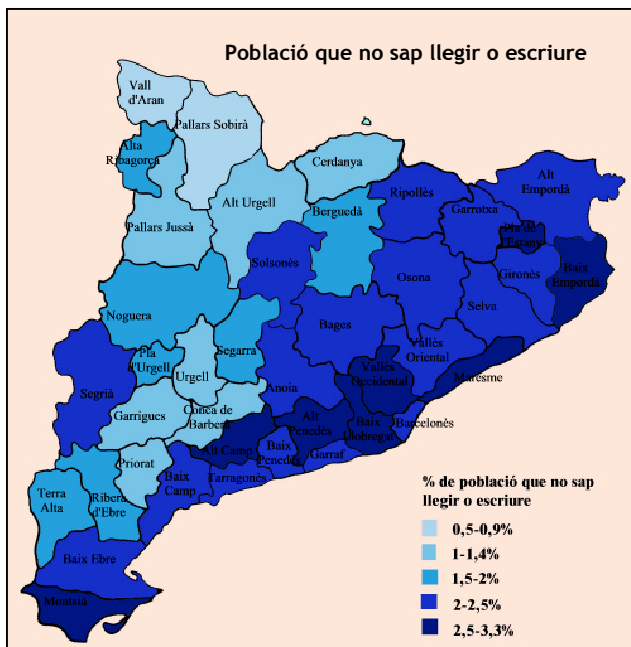 Població que no sap llegir o escriure
Vall
d'Aran
Pallars Sobirà
Alta
Ribagorça
Cerdanya
Alt
Empordà
Ripollès
Alt Urgell
Garrotxa
Berguedà
Pallars Jussà
Pla de
l'Estany
Solsonès
Gironès
Baix
Empordà
Osona
Noguera
Selva
Bages
Vallès
Oriental
Pla
d'Urgell
Segarra
Vallès
Occidental
Urgell
Maresme
Segrià
Anoia
Garrigues
Conca de
Barberà
Alt
Penedès
Baix
Llobregat
Barcelonès
Alt Camp
Baix
Penedès
Garraf
Priorat
Baix
Camp
Tarragonès
Terra
Alta
Ribera
d'Ebre
Baix Ebre
Montsià
% de població que no sap
llegir o escriure
0,5-0,9%
1-1,4%
1,5-2%
2-2,5%
2,5-3,3%